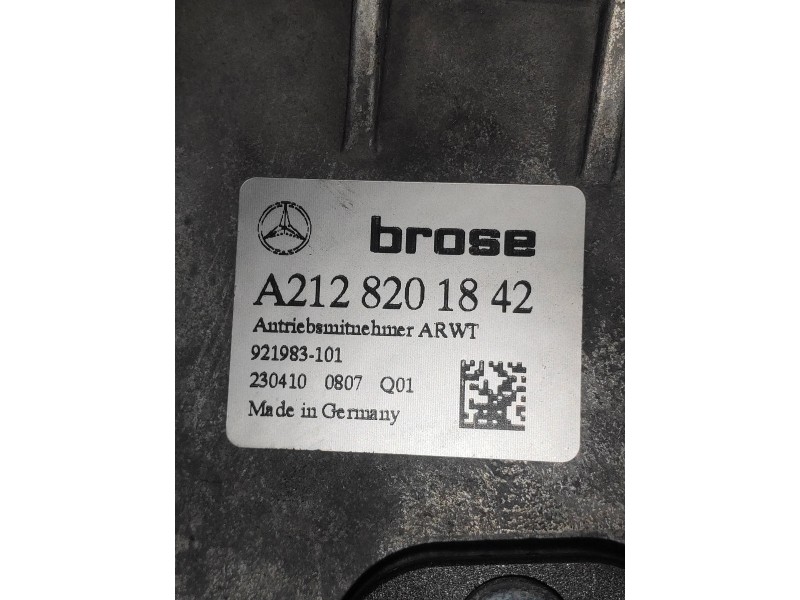 brose
A212 820 18 42
Antriebsmitnehmer ARWT
921983-101
230410 0807 Q01
Made in Germany